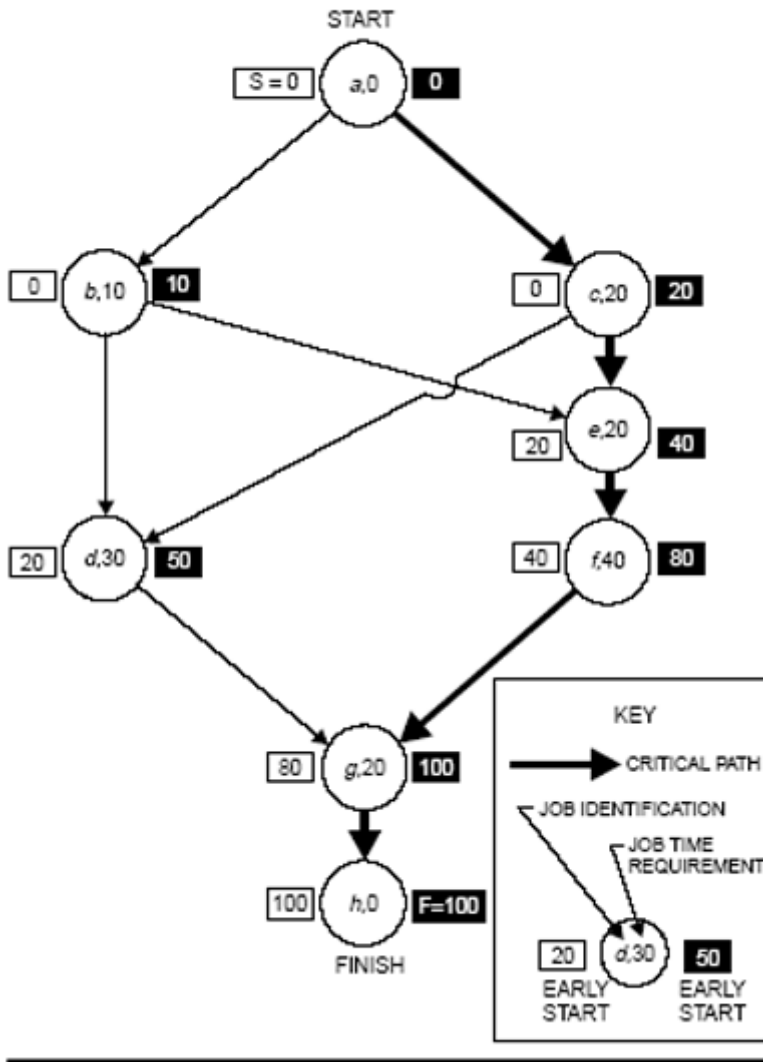 START
S = 0
a,0
0
0
b,10
10
0
c,20
20
20
e,20
40
20
d,30
50
40
f,40
80
80
g,20
100
100
h,0
F=100
FINISH
KEY
CRITICAL PATH
JOB IDENTIFICATION
JOB TIME
REQUIREMENT
20
d,30
50
EARLY
START
EARLY
START